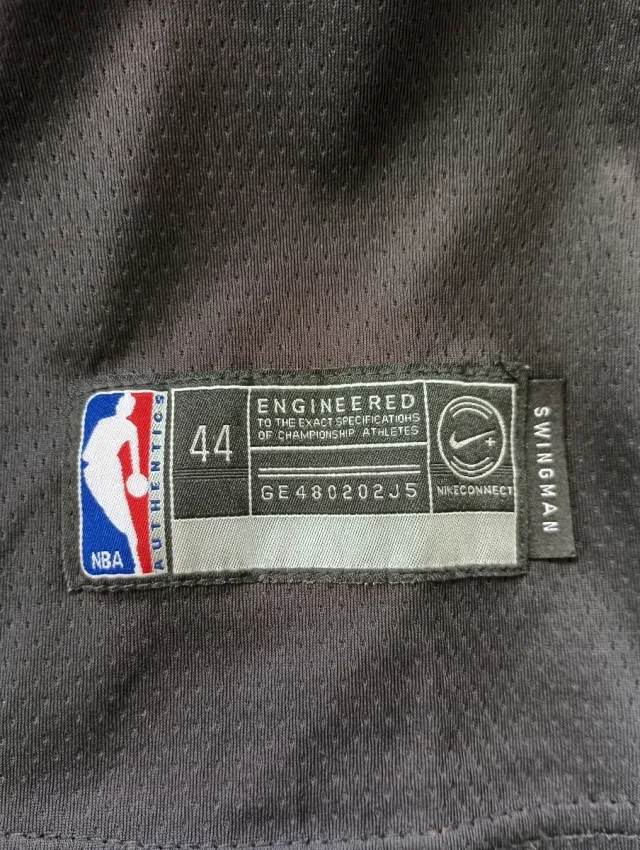 NBA
AUTHENTICS
44
ENGINEERED
TO THE EXACT SPECIFICATIONS
OF CHAMPIONSHIP ATHLETES
GE480202J5
NIKECONNECT
SWINGMAN